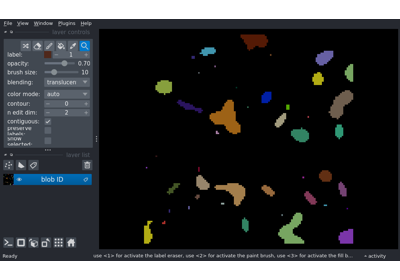 File View Window Plugins Help
layer controls
label: 1
opacity: 0.70
brush size: 10
blending: translucen
color mode: auto
contour: 0
n edit dim: 2
contiguous:
preserve labels:
show selected:
layer list
blob ID
Ready
use <1> for activate the label eraser, use <2> for activate the paint brush, use <3> for activate the fill b...
activity